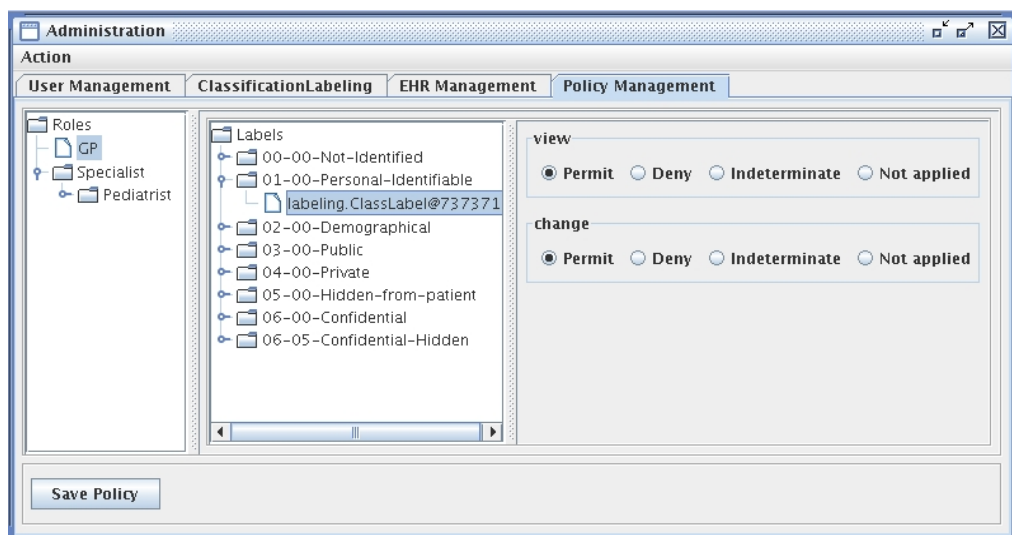 Administration
Action
User Management ClassificationLabeling EHR Management Policy Management
Roles
GP
Specialist
Pediatrist
Labels
00-00-Not-Identified
01-00-Personal-Identifiable
labeling.ClassLabel@737371
02-00-Demographical
03-00-Public
04-00-Private
05-00-Hidden-from-patient
06-00-Confidential
06-05-Confidential-Hidden
view
Permit Deny Indeterminate Not applied
change
Permit Deny Indeterminate Not applied
Save Policy